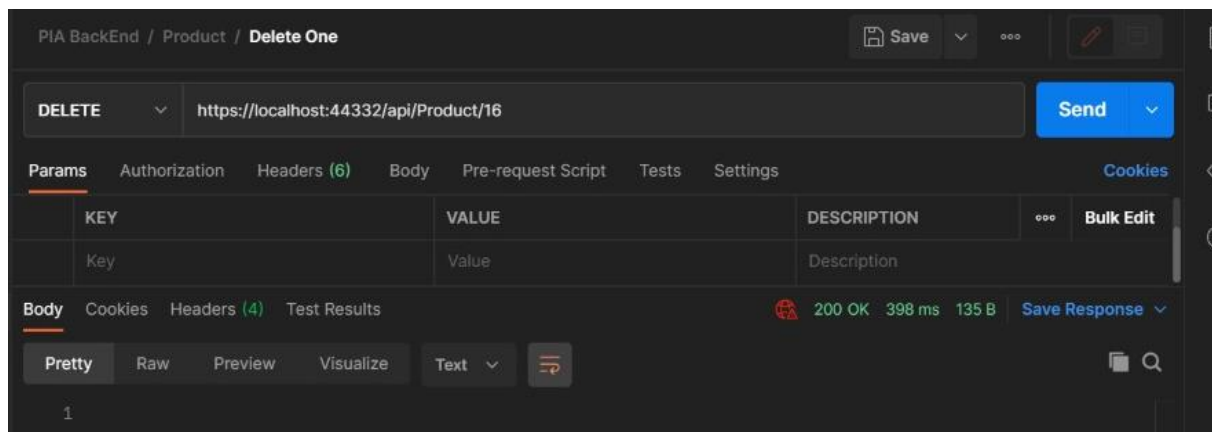 PIA BackEnd / Product / Delete One Save ooo
DELETE https://localhost:44332/api/Product/16 Send
Params Authorization Headers (6) Body Pre-request Script Tests Settings Cookies
KEY VALUE DESCRIPTION ooo Bulk Edit
Key Value Description
Body Cookies Headers (4) Test Results 200 OK 398 ms 135 B Save Response
Pretty Raw Preview Visualize Text
1